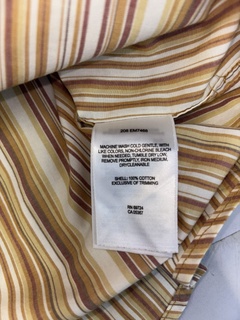 MACHINE WASH COLD GENTLE, WITH
LIKE COLORS, NON-CHLORINE BLEACH
WHEN NEEDED, TUMBLE DRY LOW,
REMOVE PROMPTLY, IRON MEDIUM,
DRYCLEANABLE
SHELL: 100% COTTON
EXCLUSIVE OF TRIMMING
RN 66724
CA 05367